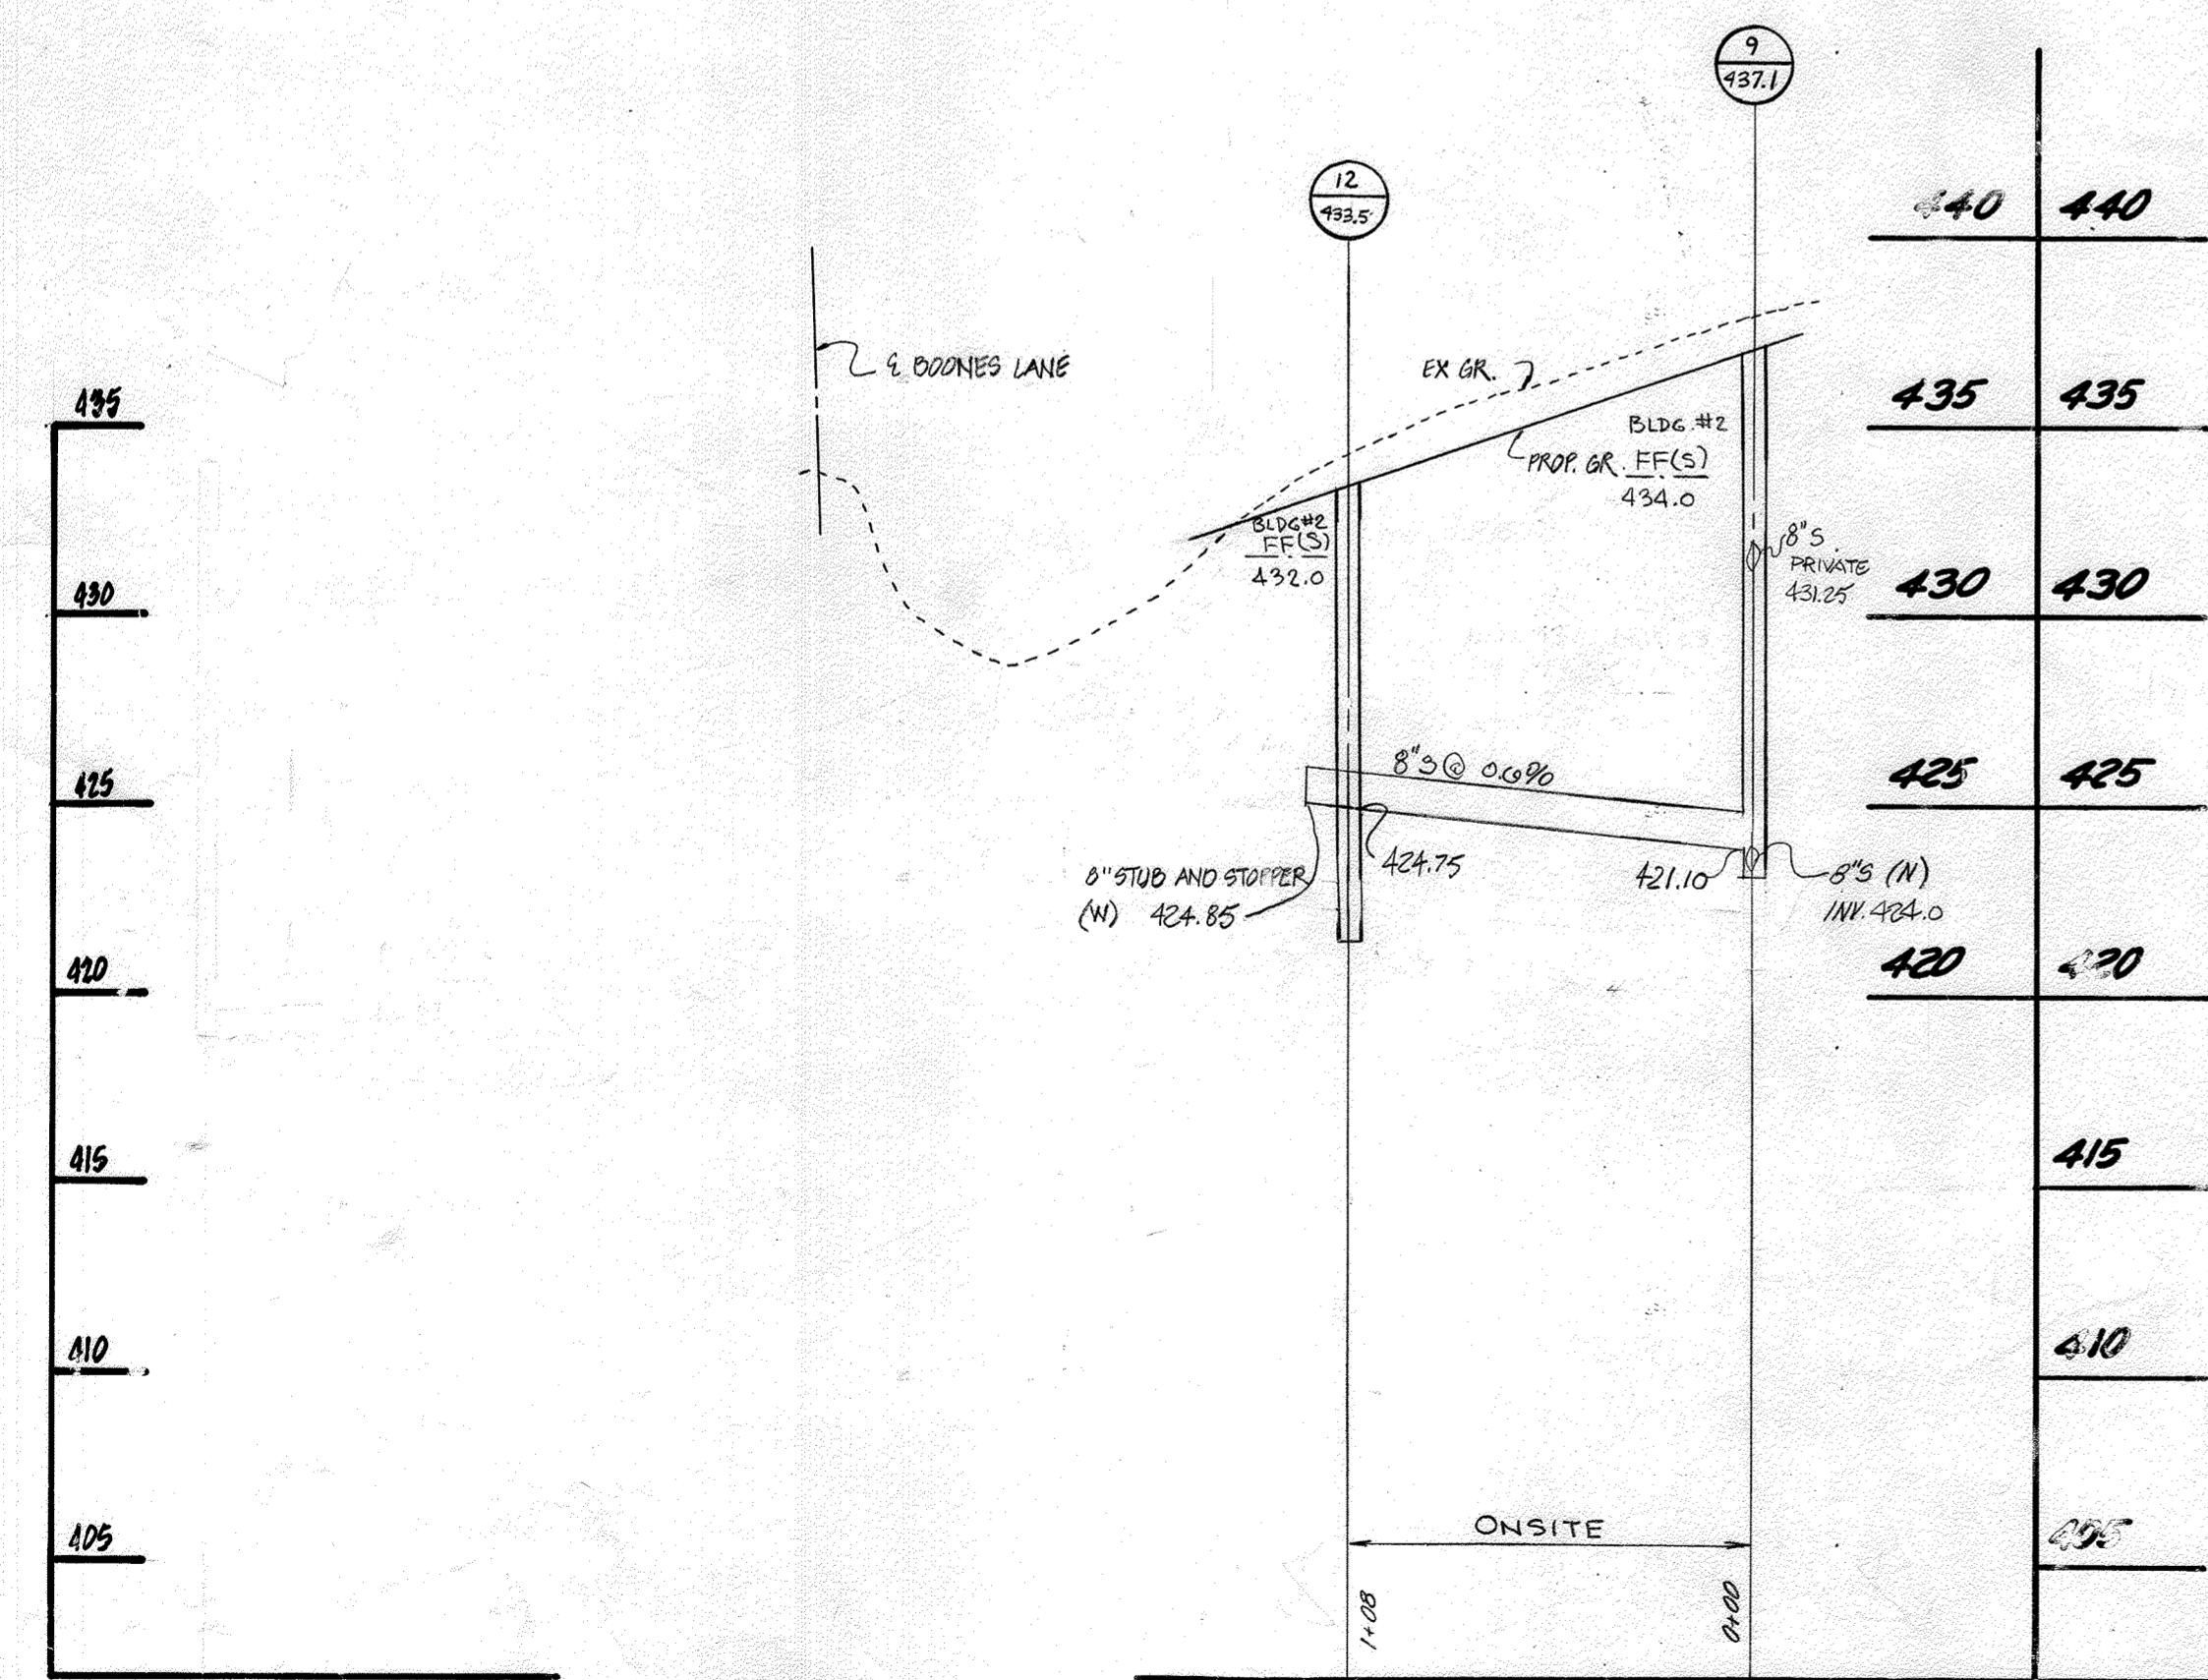 9
437.1
12
433.5
440 440
℄ BOONES LANE
EX GR.
435
435 435
BLDG. #2
PROP. GR. FF(S)
434.0
BLDG #2
FF(S)
432.0
8"S.
PRIVATE
431.25
430
430 430
8"S @ 0.6%
425
425 425
424.75
8" STUB AND STOPPER
(W) 424.85
421.10
8"S (N)
INV. 424.0
420
420 420
415
415
410
410
ONSITE
405
405
1+08
0+00